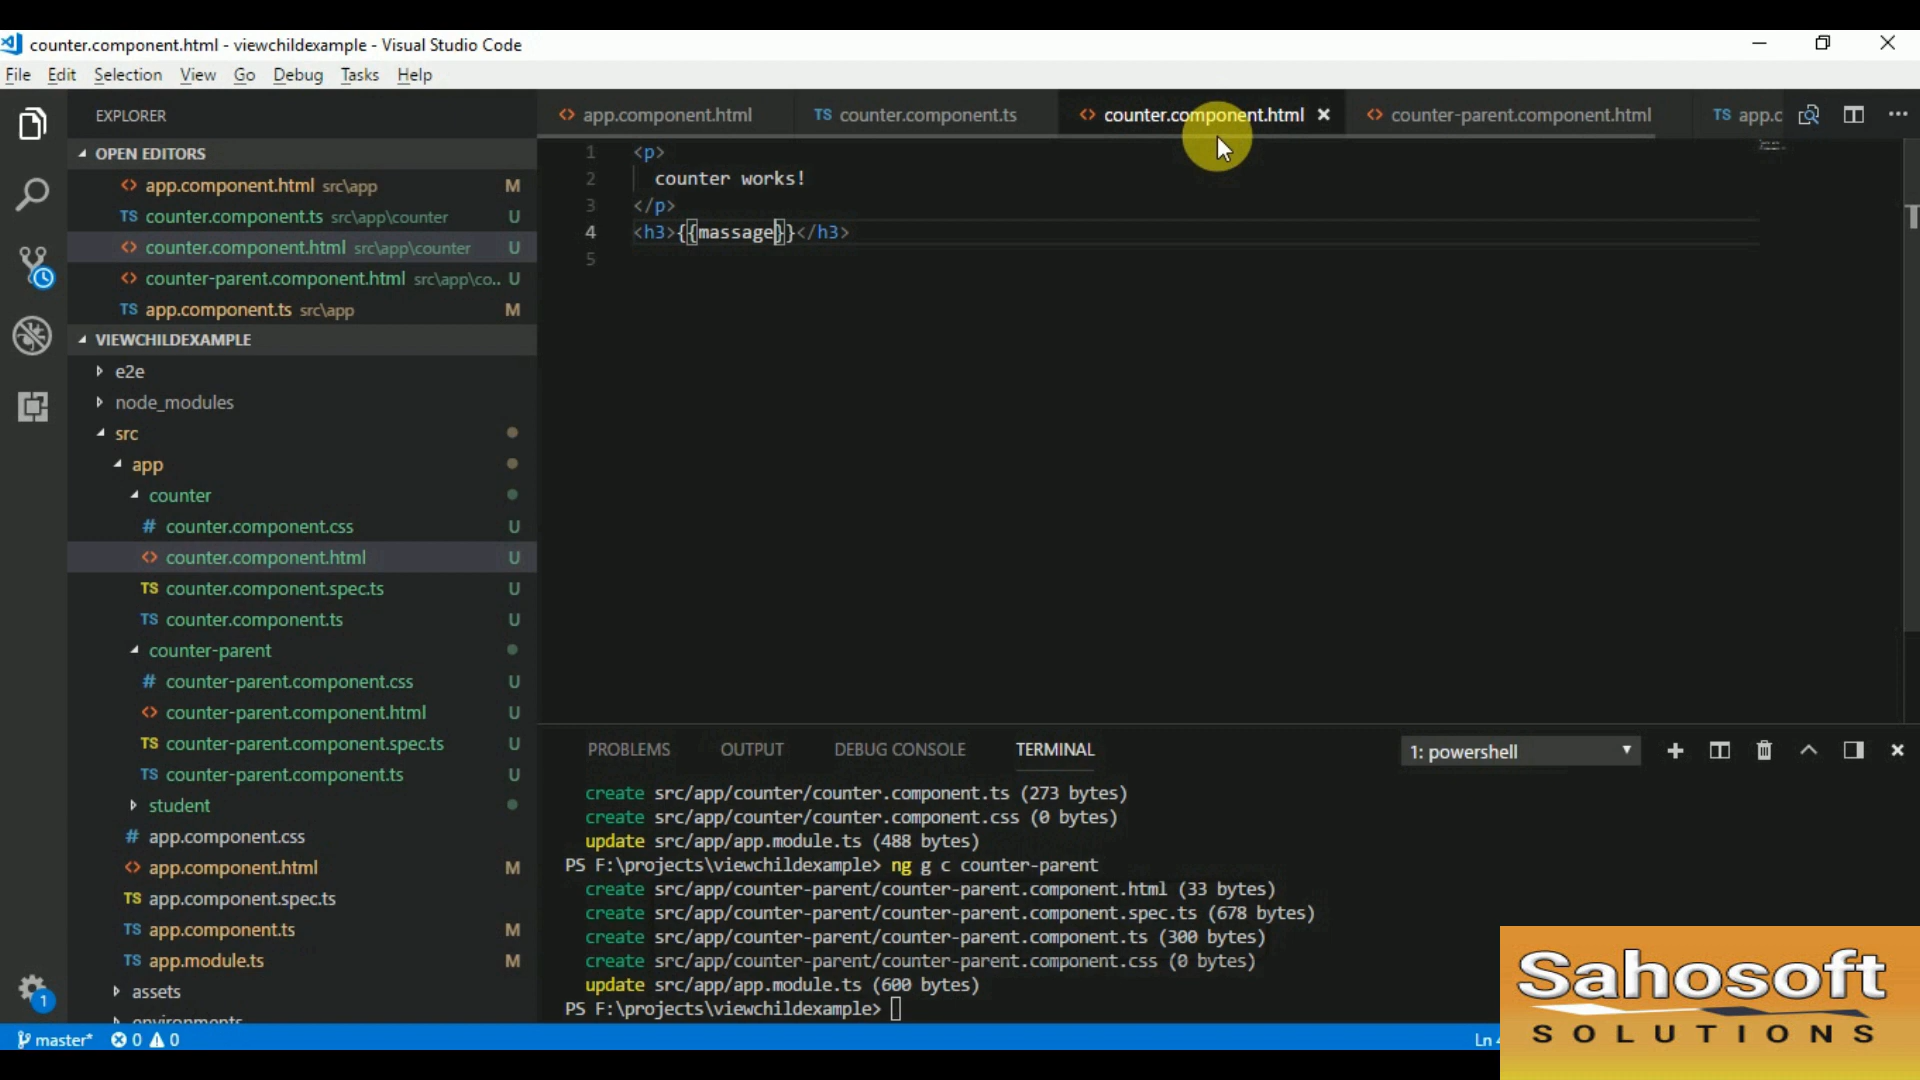 counter.component.html - viewchildexample - Visual Studio Code
File Edit Selection View Go Debug Tasks Help
EXPLORER
OPEN EDITORS
<> app.component.html src\app M
TS counter.component.ts src\app\counter U
<> counter.component.html src\app\counter U
<> counter-parent.component.html src\app\co.. U
TS app.component.ts src\app M
VIEWCHILDEXAMPLE
e2e
node_modules
src
app
counter
# counter.component.css U
<> counter.component.html U
TS counter.component.spec.ts U
TS counter.component.ts U
counter-parent
# counter-parent.component.css U
<> counter-parent.component.html U
TS counter-parent.component.spec.ts U
TS counter-parent.component.ts U
student
# app.component.css
<> app.component.html M
TS app.component.spec.ts
TS app.component.ts M
TS app.module.ts M
assets
environments
<> app.component.html TS counter.component.ts <> counter.component.html × <> counter-parent.component.html TS app.c
1 <p>
2 counter works!
3 </p>
4 <h3>{{massage}}</h3>
5
PROBLEMS OUTPUT DEBUG CONSOLE TERMINAL 1: powershell
create src/app/counter/counter.component.ts (273 bytes)
create src/app/counter/counter.component.css (0 bytes)
update src/app/app.module.ts (488 bytes)
PS F:\projects\viewchildexample> ng g c counter-parent
create src/app/counter-parent/counter-parent.component.html (33 bytes)
create src/app/counter-parent/counter-parent.component.spec.ts (678 bytes)
create src/app/counter-parent/counter-parent.component.ts (300 bytes)
create src/app/counter-parent/counter-parent.component.css (0 bytes)
update src/app/app.module.ts (600 bytes)
PS F:\projects\viewchildexample>
1
master* 0 0 Ln 4
Sahosoft
SOLUTIONS